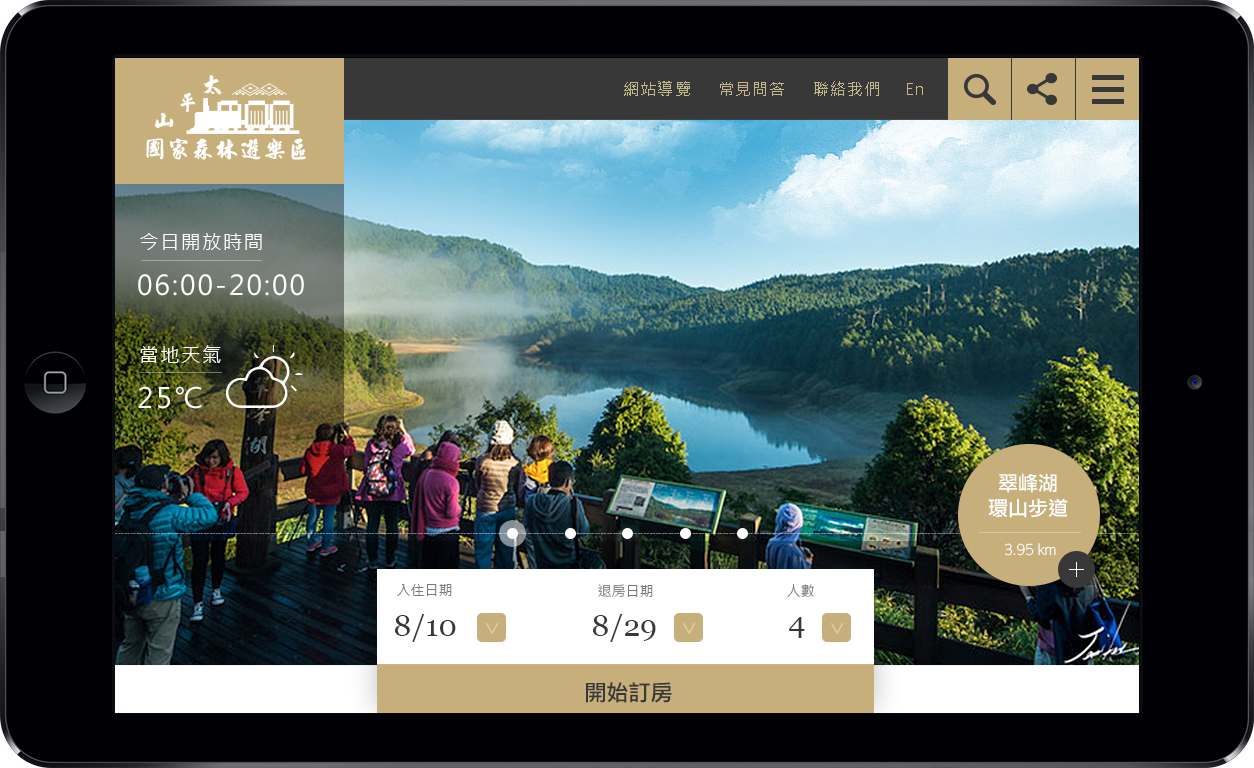 太平山
國家森林遊樂區
網站導覽 常見問答 聯絡我們 En
今日開放時間
06:00-20:00
當地天氣
25℃
翠峰湖
環山步道
3.95 km
入住日期 退房日期 人數
8/10 8/29 4
開始訂房